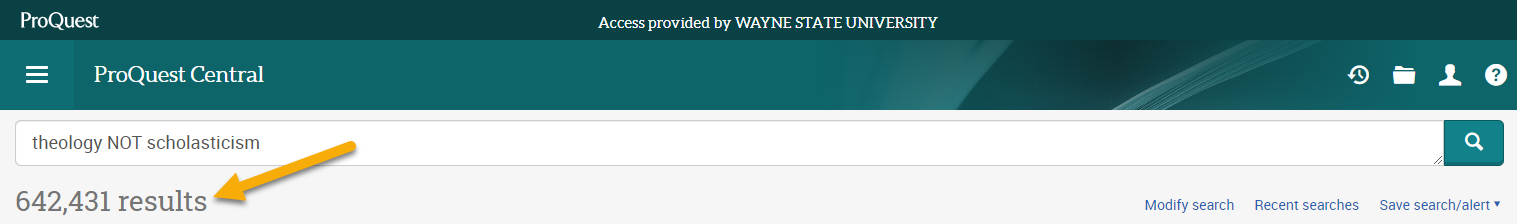 ProQuest
Access provided by WAYNE STATE UNIVERSITY
ProQuest Central
?
theology NOT scholasticism
642,431 results
Modify search Recent searches Save search/alert